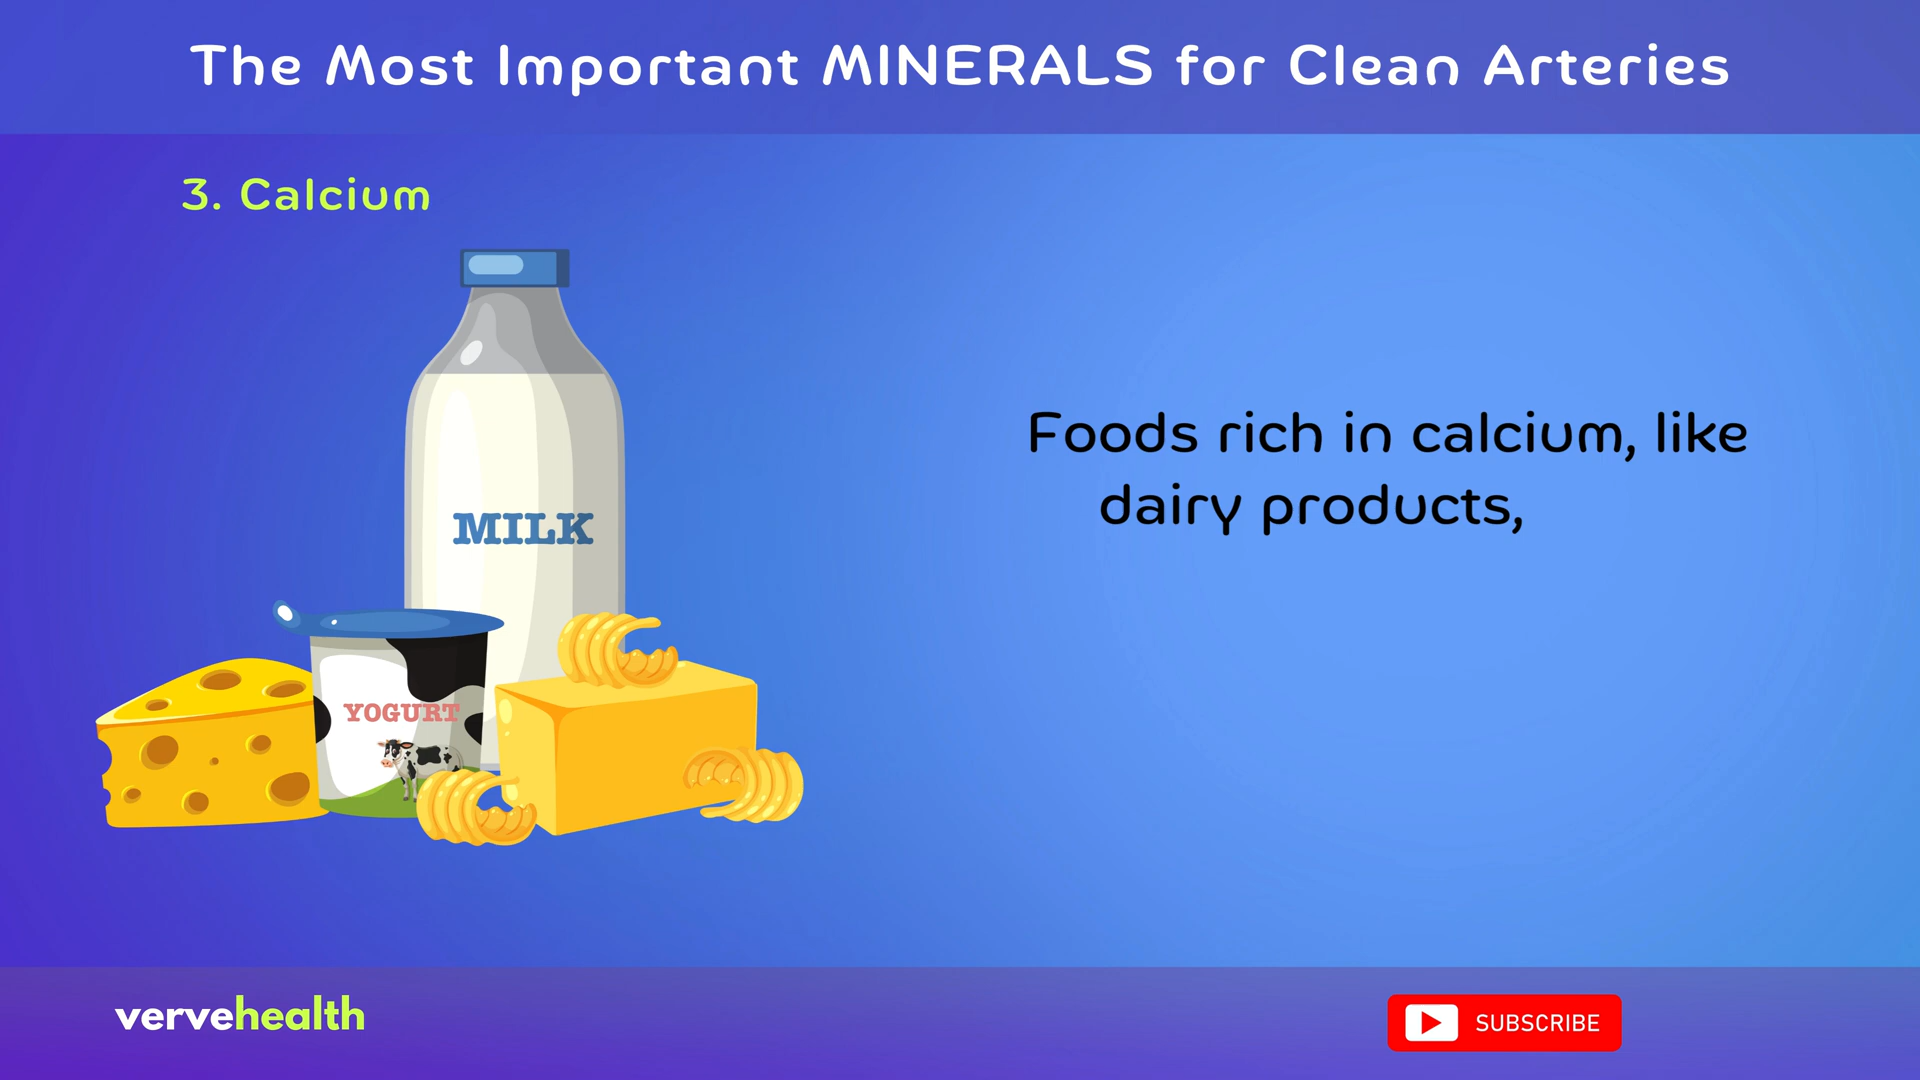 The Most Important MINERALS for Clean Arteries
3. Calcium
MILK
YOGURT
Foods rich in calcium, like
dairy products,
vervehealth
SUBSCRIBE